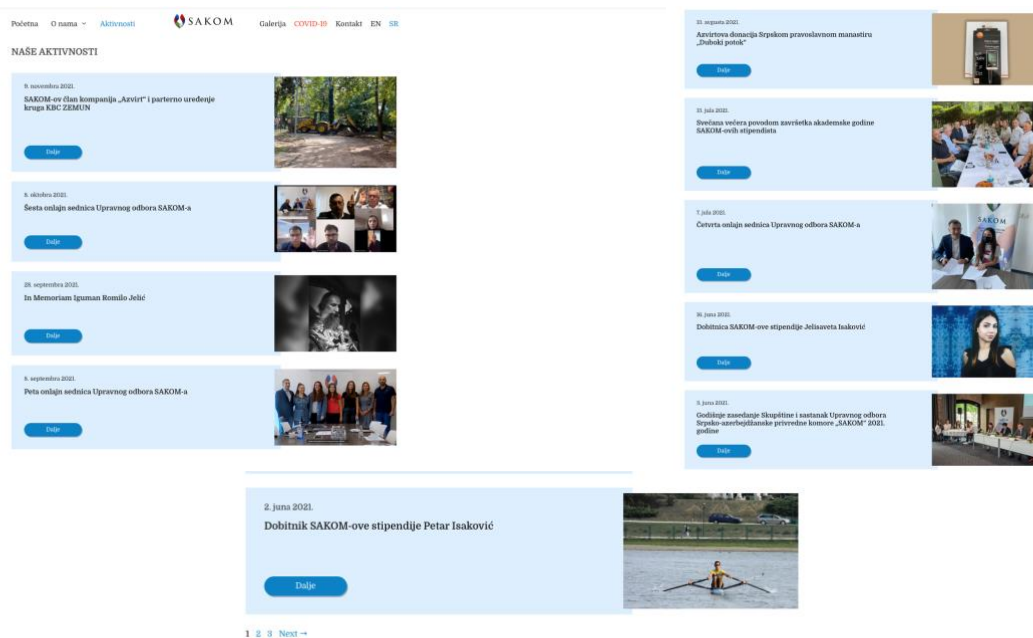 Početna O nama Aktivnosti SAKOM Galerija COVID-19 Kontakt EN SR
NAŠE AKTIVNOSTI
9. novembra 2021.
SAKOM-ov član kompanija „Azvirt“ i parterno uređenje
kruga KBC ZEMUN
Dalje
8. oktobra 2021.
Šesta onlajn sednica Upravnog odbora SAKOM-a
Dalje
28. septembra 2021.
In Memoriam Iguman Romilo Jelić
Dalje
8. septembra 2021.
Peta onlajn sednica Upravnog odbora SAKOM-a
Dalje
Azvirtova donacija Srpskom pravoslavnom manastiru
„Duboki potok“
Dalje
Svečana večera povodom završetka akademske godine
SAKOM-ovih stipendista
Dalje
7. jula 2021.
Četvrta onlajn sednica Upravnog odbora SAKOM-a
SAKOM
Dalje
16. juna 2021.
Dobitnica SAKOM-ove stipendije Jelisaveta Isaković
Dalje
3. juna 2021.
Godišnje zasedanje Skupštine i sastanak Upravnog odbora
Srpsko-azerbejdžanske privredne komore „SAKOM“ 2021.
godine
Dalje
2. juna 2021.
Dobitnik SAKOM-ove stipendije Petar Isaković
Dalje
1 2 3 Next →